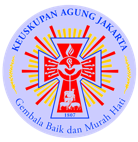 KEUSKUPAN AGUNG JAKARTA
1807
Gembala Baik dan Murah Hati